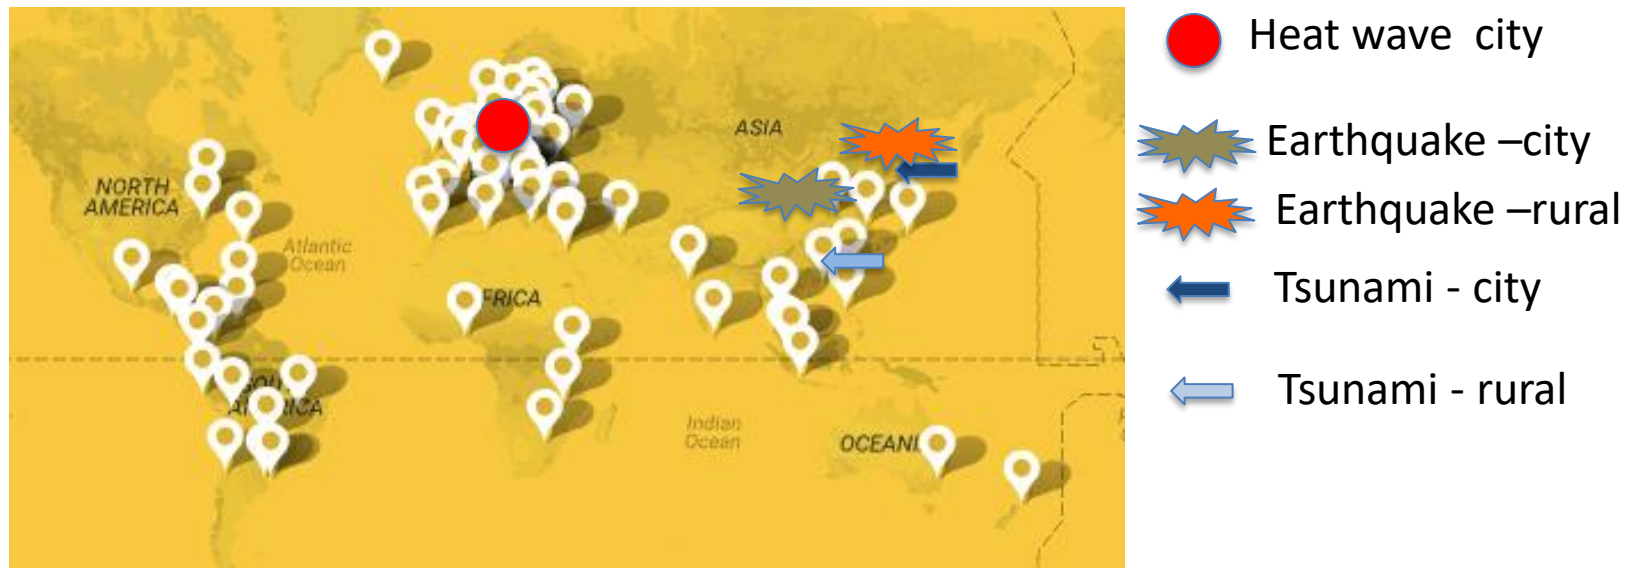 Heat wave  city
ASIA
Earthquake –city
NORTH
AMERICA
Earthquake –rural
Atlantic
Ocean
FRICA
Tsunami - city
Tsunami - rural
Indian
Ocean
OCEANI